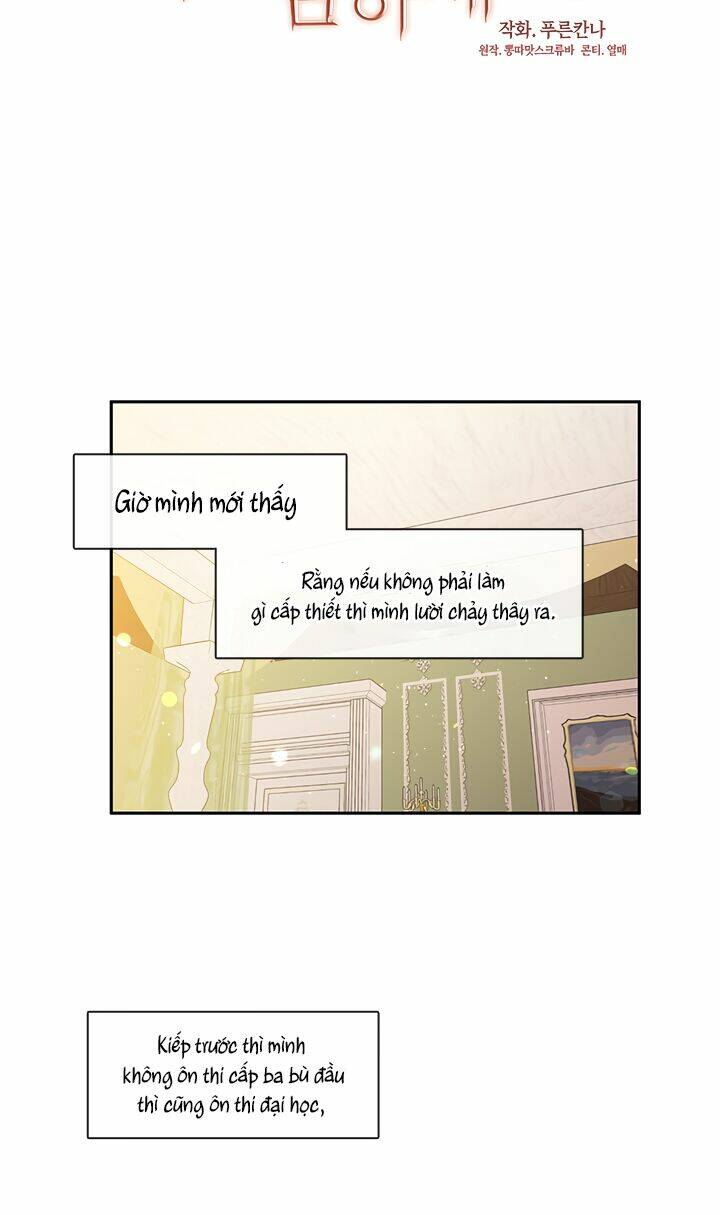 작화. 푸른칸나
원작. 뽕따맛스크류바 콘티. 열매
Giờ mình mới thấy
Rằng nếu không phải làm
gì cấp thiết thì mình lười chảy thây ra.
Kiếp trước thì mình
không ôn thi cấp ba bù đầu
thì cũng ôn thi đại học,